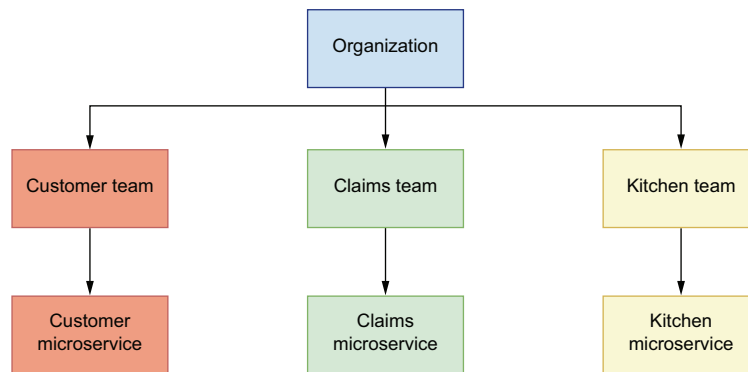 Organization
Customer team
Claims team
Kitchen team
Customer
microservice
Claims
microservice
Kitchen
microservice